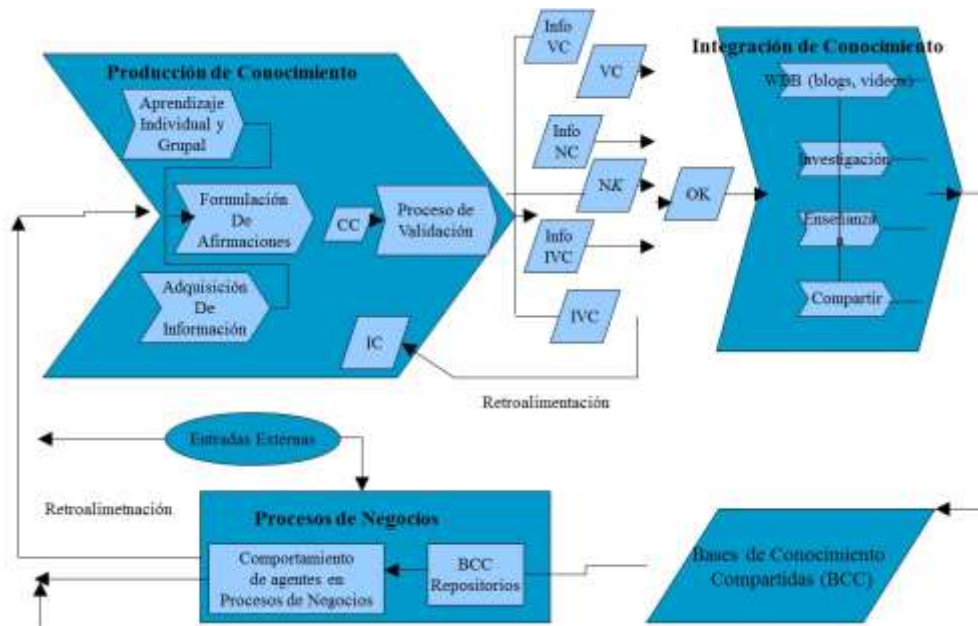 Producción de Conocimiento
Aprendizaje
Individual y
Grupal
Formulación
De
Afirmaciones
Adquisición
De
Información
CC
Proceso de
Validación
IC
Info
VC
VC
Info
NC
NK
Info
IVC
IVC
OK
Retroalimentación
Integración de Conocimiento
WDB (blogs, videos)
Investigación
Enseñanza
Compartir
Entradas Externas
Retroalimetnación
Procesos de Negocios
Comportamiento
de agentes en
Procesos de Negocios
BCC
Repositorios
Bases de Conocimiento
Compartidas (BCC)